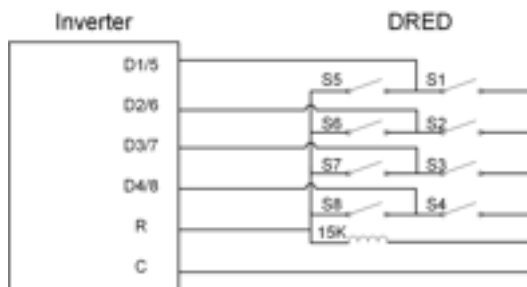 Inverter DRED
D1/5
S5 S1
D2/6
S6 S2
D3/7
S7 S3
D4/8
S8 S4
R
15K
C